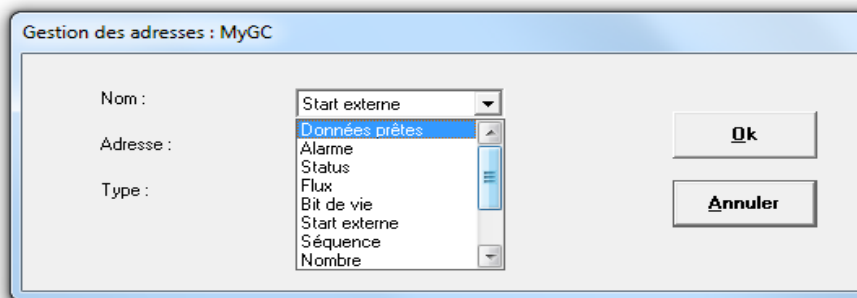 Gestion des adresses : MyGC
Nom :
Start externe
Données prêtes
Adresse :
Alarme
Status
Type :
Flux
Bit de vie
Start externe
Séquence
Nombre
Ok
Annuler